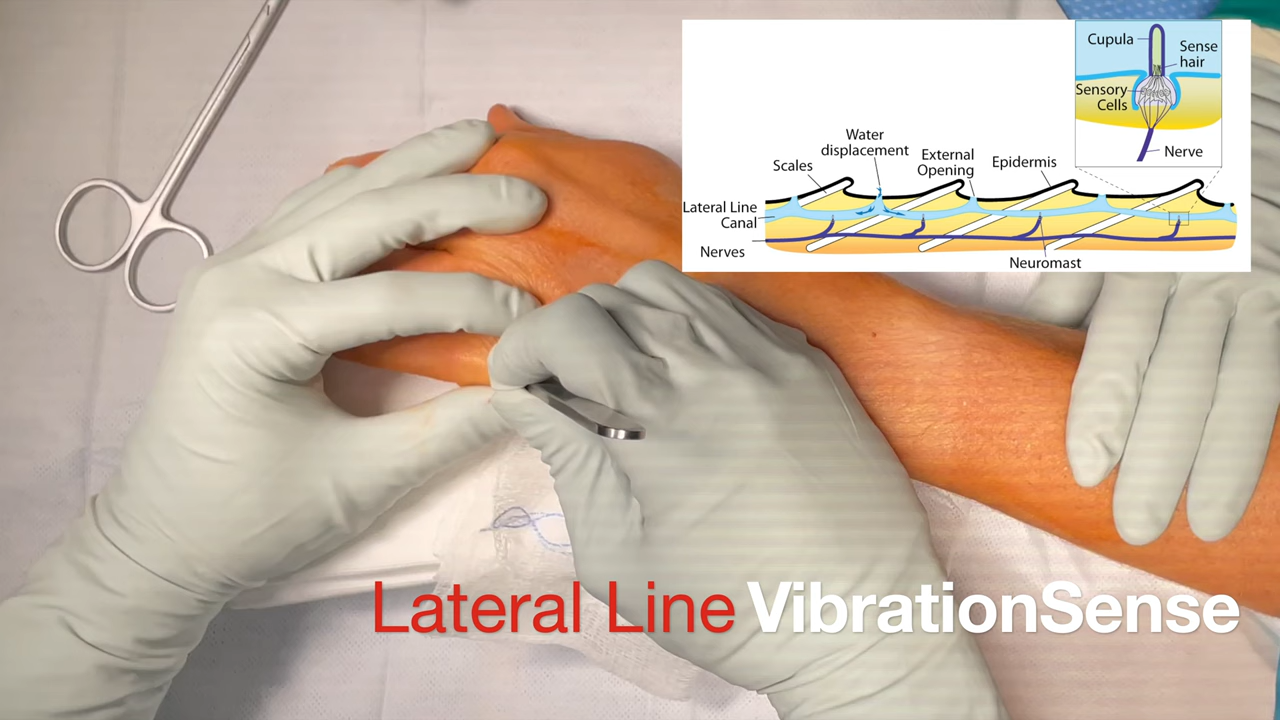 Cupula
Sense
hair
Sensory
Cells
Nerve
Water
displacement
Scales
External
Opening
Epidermis
Lateral Line
Canal
Nerves
Neuromast
Lateral Line VibrationSense